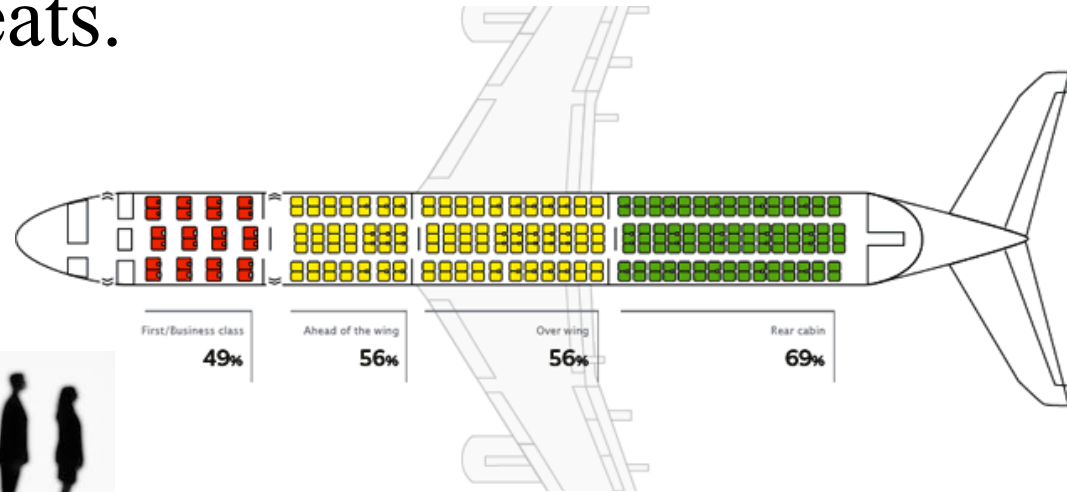 eats.
First/Business class
49%
Ahead of the wing
56%
Over wing
56%
Rear cabin
69%